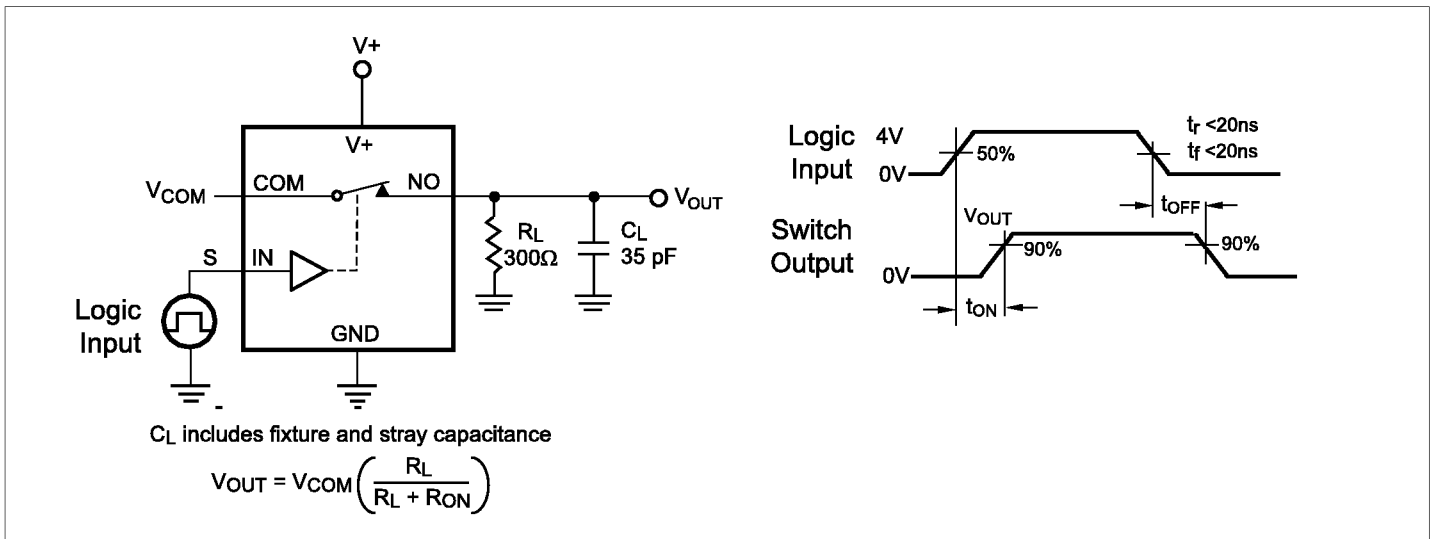 V+
V+
VCOM
COM
NO
VOUT
S
IN
RL
300Ω
CL
35 pF
Logic
Input
GND
CL includes fixture and stray capacitance
VOUT = VCOM(RL / RL + RON)
Logic
Input
4V
0V
50%
tr <20ns
tf <20ns
tOFF
Switch
Output
VOUT
0V
90%
90%
tON